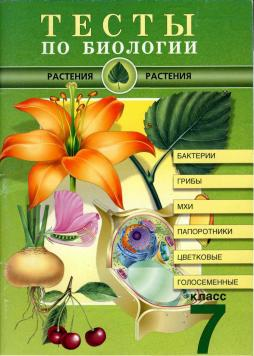 ТЕСТЫ
ПО БИОЛОГИИ
РАСТЕНИЯ РАСТЕНИЯ
БАКТЕРИИ
ГРИБЫ
МХИ
ПАПОРОТНИКИ
ЦВЕТКОВЫЕ
ГОЛОСЕМЕННЫЕ
класс
7